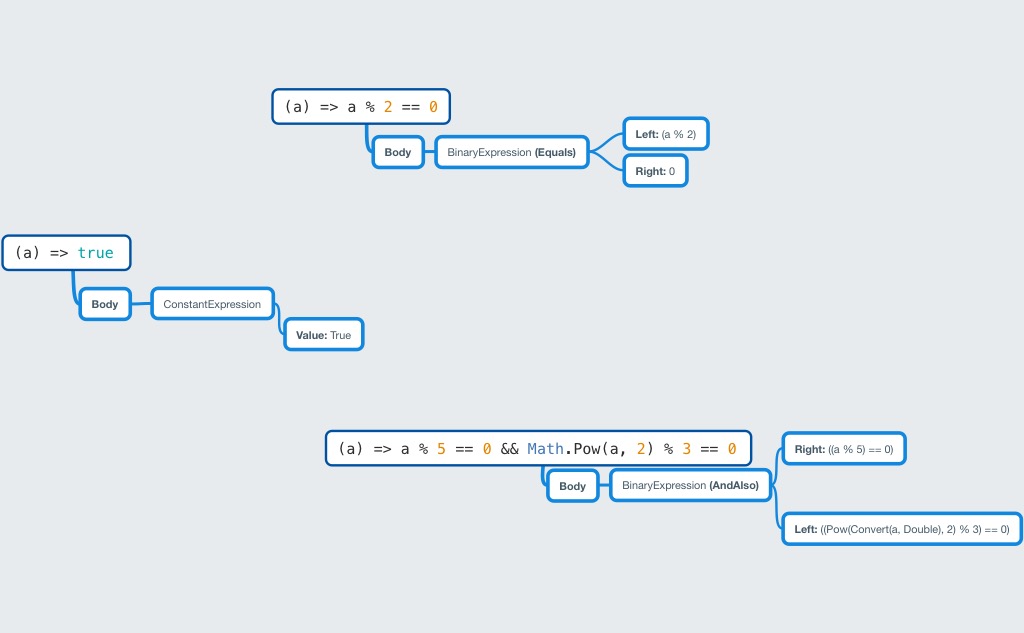 (a) => a % 2 == 0
Body
BinaryExpression (Equals)
Left: (a % 2)
Right: 0
(a) => true
Body
ConstantExpression
Value: True
(a) => a % 5 == 0 && Math.Pow(a, 2) % 3 == 0
Body
BinaryExpression (AndAlso)
Right: ((a % 5) == 0)
Left: ((Pow(Convert(a, Double), 2) % 3) == 0)